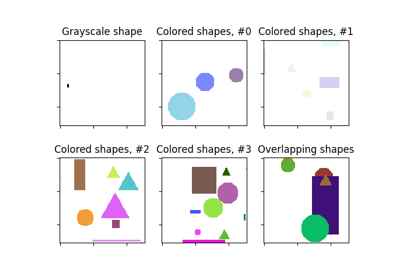 Grayscale shape
Colored shapes, #0
Colored shapes, #1
Colored shapes, #2
Colored shapes, #3
Overlapping shapes